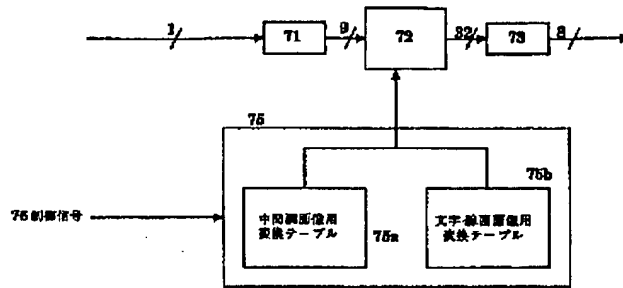 1
71
9
72
32
73
8
75
75b
中間調画像用
変換テーブル
75a
文字・線画画像用
変換テーブル
76制御信号